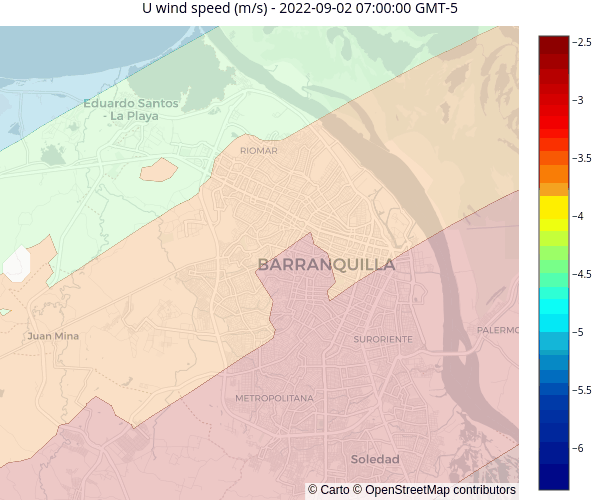 U wind speed (m/s) - 2022-09-02 07:00:00 GMT-5
−2.5
Eduardo Santos
- La Playa
−3
RIOMAR
−3.5
−4
BARRANQUILLA
−4.5
Juan Mina
SURORIENTE
PALERMO
−5
METROPOLITANA
−5.5
Soledad
−6
© Carto © OpenStreetMap contributors